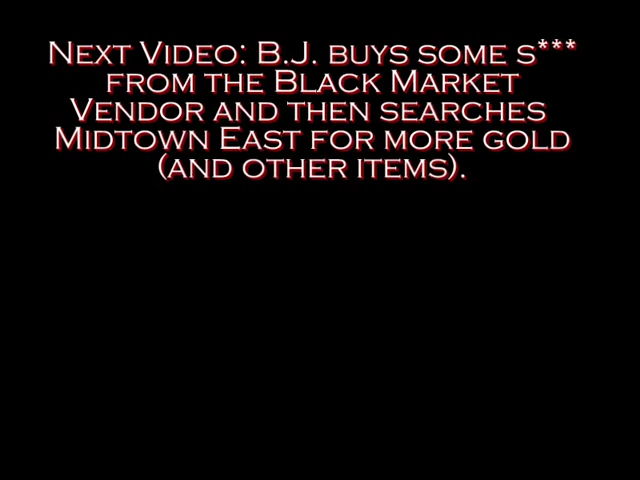 Next Video: B.J. buys some s***
from the Black Market
Vendor and then searches
Midtown East for more gold
(and other items).